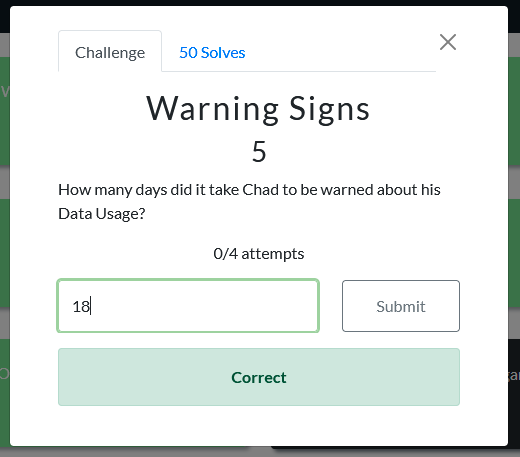 Challenge
50 Solves
Warning Signs
5
How many days did it take Chad to be warned about his
Data Usage?
0/4 attempts
18
Submit
Correct